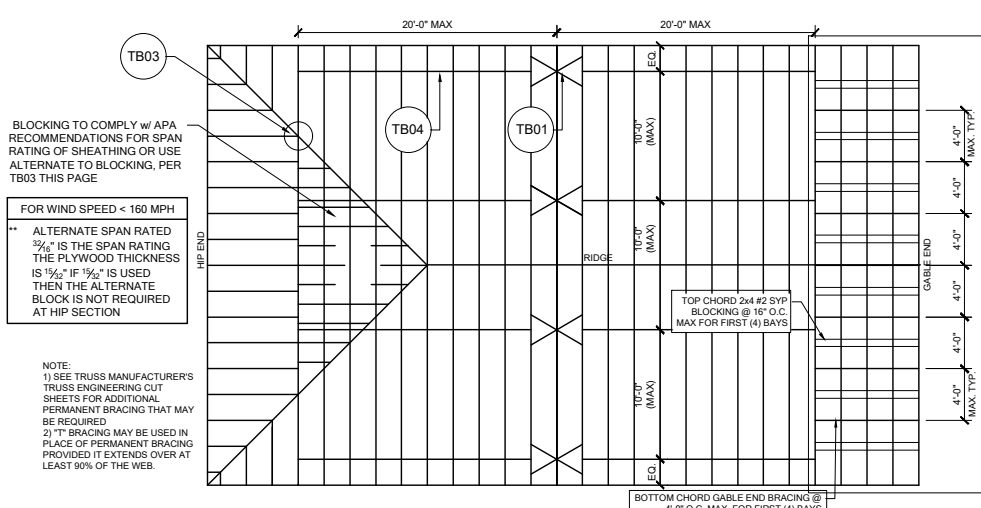 20'-0" MAX
20'-0" MAX
TB03
TB04
TB01
EQ.
10'-0"
(MAX)
10'-0"
(MAX)
10'-0"
(MAX)
EQ.
BLOCKING TO COMPLY w/ APA
RECOMMENDATIONS FOR SPAN
RATING OF SHEATHING OR USE
ALTERNATE TO BLOCKING, PER
TB03 THIS PAGE
FOR WIND SPEED < 160 MPH
** ALTERNATE SPAN RATED
32/16" IS THE SPAN RATING
THE PLYWOOD THICKNESS
IS 15/32" IF 15/32" IS USED
THEN THE ALTERNATE
BLOCK IS NOT REQUIRED
AT HIP SECTION
HIP END
RIDGE
GABLE END
TOP CHORD 2x4 #2 SYP
BLOCKING @ 16" O.C.
MAX FOR FIRST (4) BAYS
4'-0"
MAX. TYP.
4'-0"
4'-0"
4'-0"
4'-0"
4'-0"
MAX. TYP.
NOTE:
1) SEE TRUSS MANUFACTURER'S
TRUSS ENGINEERING CUT
SHEETS FOR ADDITIONAL
PERMANENT BRACING THAT MAY
BE REQUIRED
2) "T" BRACING MAY BE USED IN
PLACE OF PERMANENT BRACING
PROVIDED IT EXTENDS OVER AT
LEAST 90% OF THE WEB.
BOTTOM CHORD GABLE END BRACING @
4'-0" O.C. MAX. FOR FIRST (4) BAYS